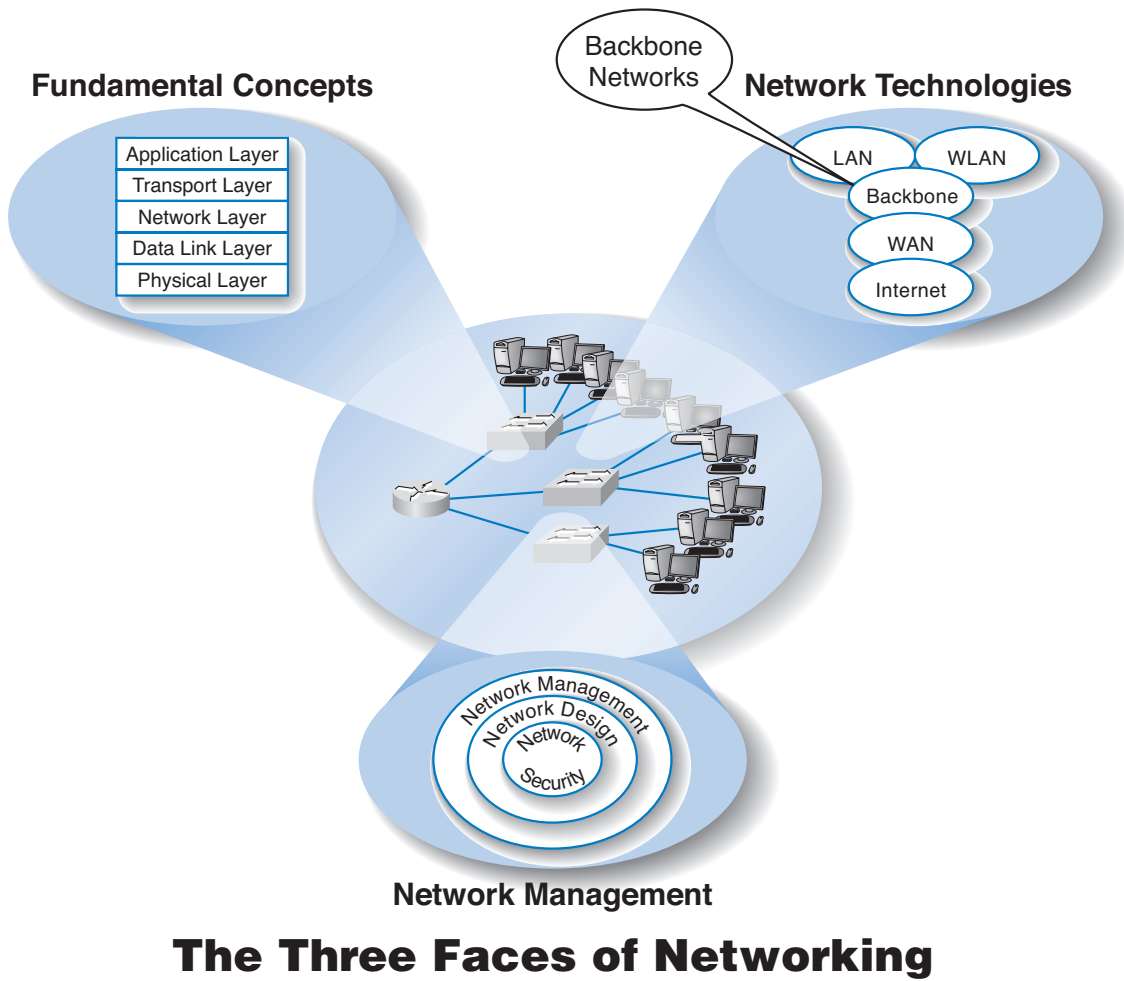 Backbone
Networks
Fundamental Concepts
Network Technologies
Application Layer
Transport Layer
Network Layer
Data Link Layer
Physical Layer
LAN
WLAN
Backbone
WAN
Internet
Network Management
Network Design
Network
Security
Network Management
The Three Faces of Networking